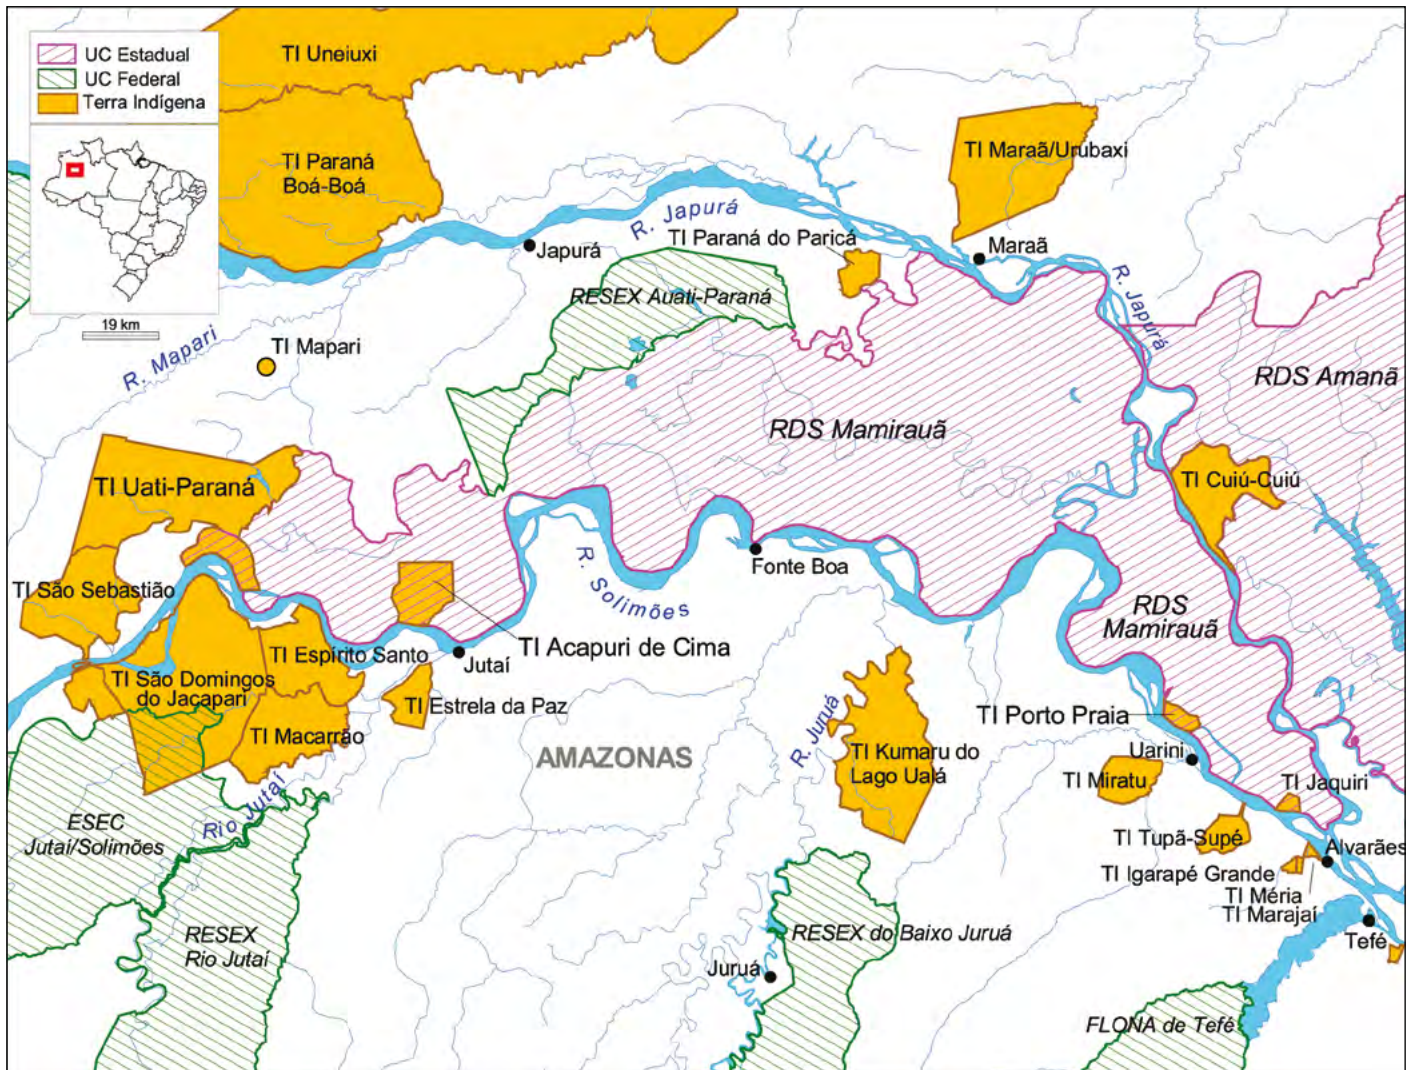 UC Estadual
UC Federal
Terra Indígena
19 km
TI Uneiuxi
TI Paraná
Boá-Boá
TI Maraã/Urubaxi
R. Japurá
TI Paraná do Paricá
Maraã
Japurá
R. Japurá
RESEX Auati-Paraná
R. Mapari
TI Mapari
RDS Amanã
RDS Mamirauã
TI Uati-Paraná
TI Cuiú-Cuiú
Fonte Boa
R. Solimões
TI São Sebastião
RDS
Mamirauã
TI Espírito Santo
TI Acapuri de Cima
Jutaí
TI São Domingos
do Jacapari
TI Estrela da Paz
TI Porto Praia
TI Macarrão
R. Juruá
AMAZONAS
TI Kumaru do
Lago Ualá
Uarini
TI Miratu
TI Jaquiri
Rio Jutaí
ESEC
Jutaí/Solimões
TI Tupã-Supé
Alvarães
TI Igarapé Grande
TI Méria
TI Marajaí
RESEX
Rio Jutaí
RESEX do Baixo Juruá
Tefé
Juruá
FLONA de Tefé